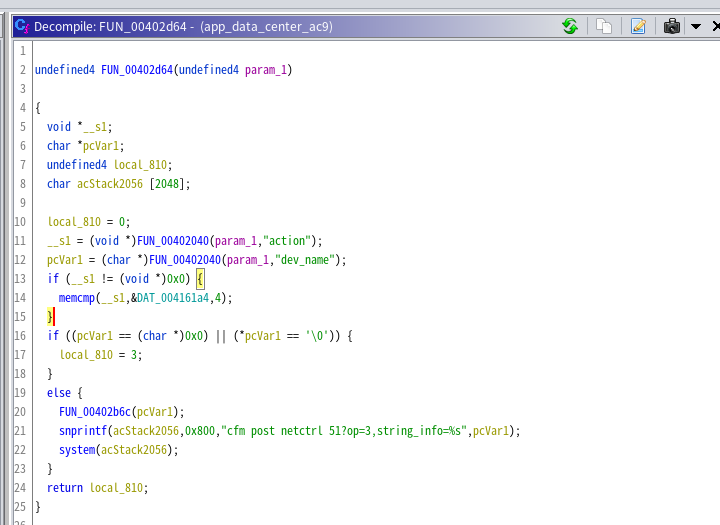 Decompile: FUN_00402d64 - (app_data_center_ac9)
1
2 undefined4 FUN_00402d64(undefined4 param_1)
3
4 {
5 void *__s1;
6 char *pcVar1;
7 undefined4 local_810;
8 char acStack2056 [2048];
9
10 local_810 = 0;
11 __s1 = (void *)FUN_00402040(param_1,"action");
12 pcVar1 = (char *)FUN_00402040(param_1,"dev_name");
13 if (__s1 != (void *)0x0) {
14 memcmp(__s1,&DAT_004161a4,4);
15 }
16 if ((pcVar1 == (char *)0x0) || (*pcVar1 == '\0')) {
17 local_810 = 3;
18 }
19 else {
20 FUN_00402b6c(pcVar1);
21 snprintf(acStack2056,0x800,"cfm post netctrl 51?op=3,string_info=%s",pcVar1);
22 system(acStack2056);
23 }
24 return local_810;
25 }